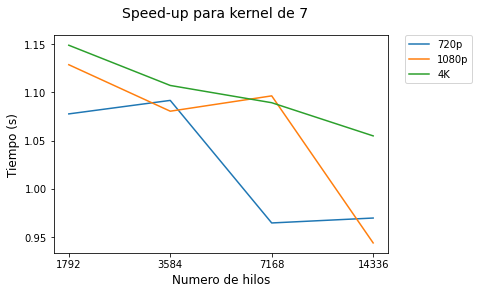 Speed-up para kernel de 7
720p
1080p
4K
Tiempo (s)
1.15
1.10
1.05
1.00
0.95
1792
3584
7168
14336
Numero de hilos